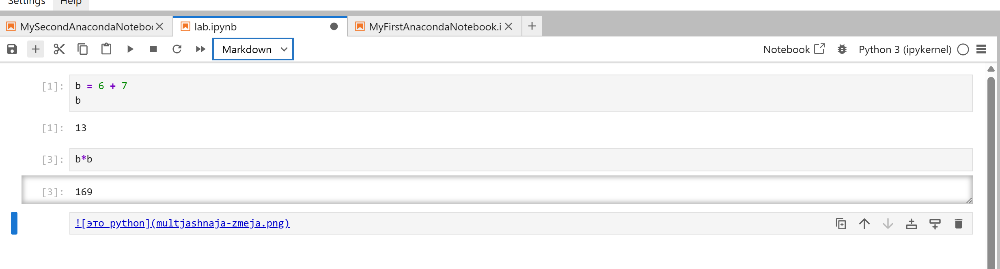 Settings Help
MySecondAnacondaNotebo
lab.ipynb
MyFirstAnacondaNotebook.i
Markdown
Notebook
Python 3 (ipykernel)
[1]: b = 6 + 7
b
[1]: 13
[3]: b*b
[3]: 169
![это python](multjashnaja-zmeja.png)